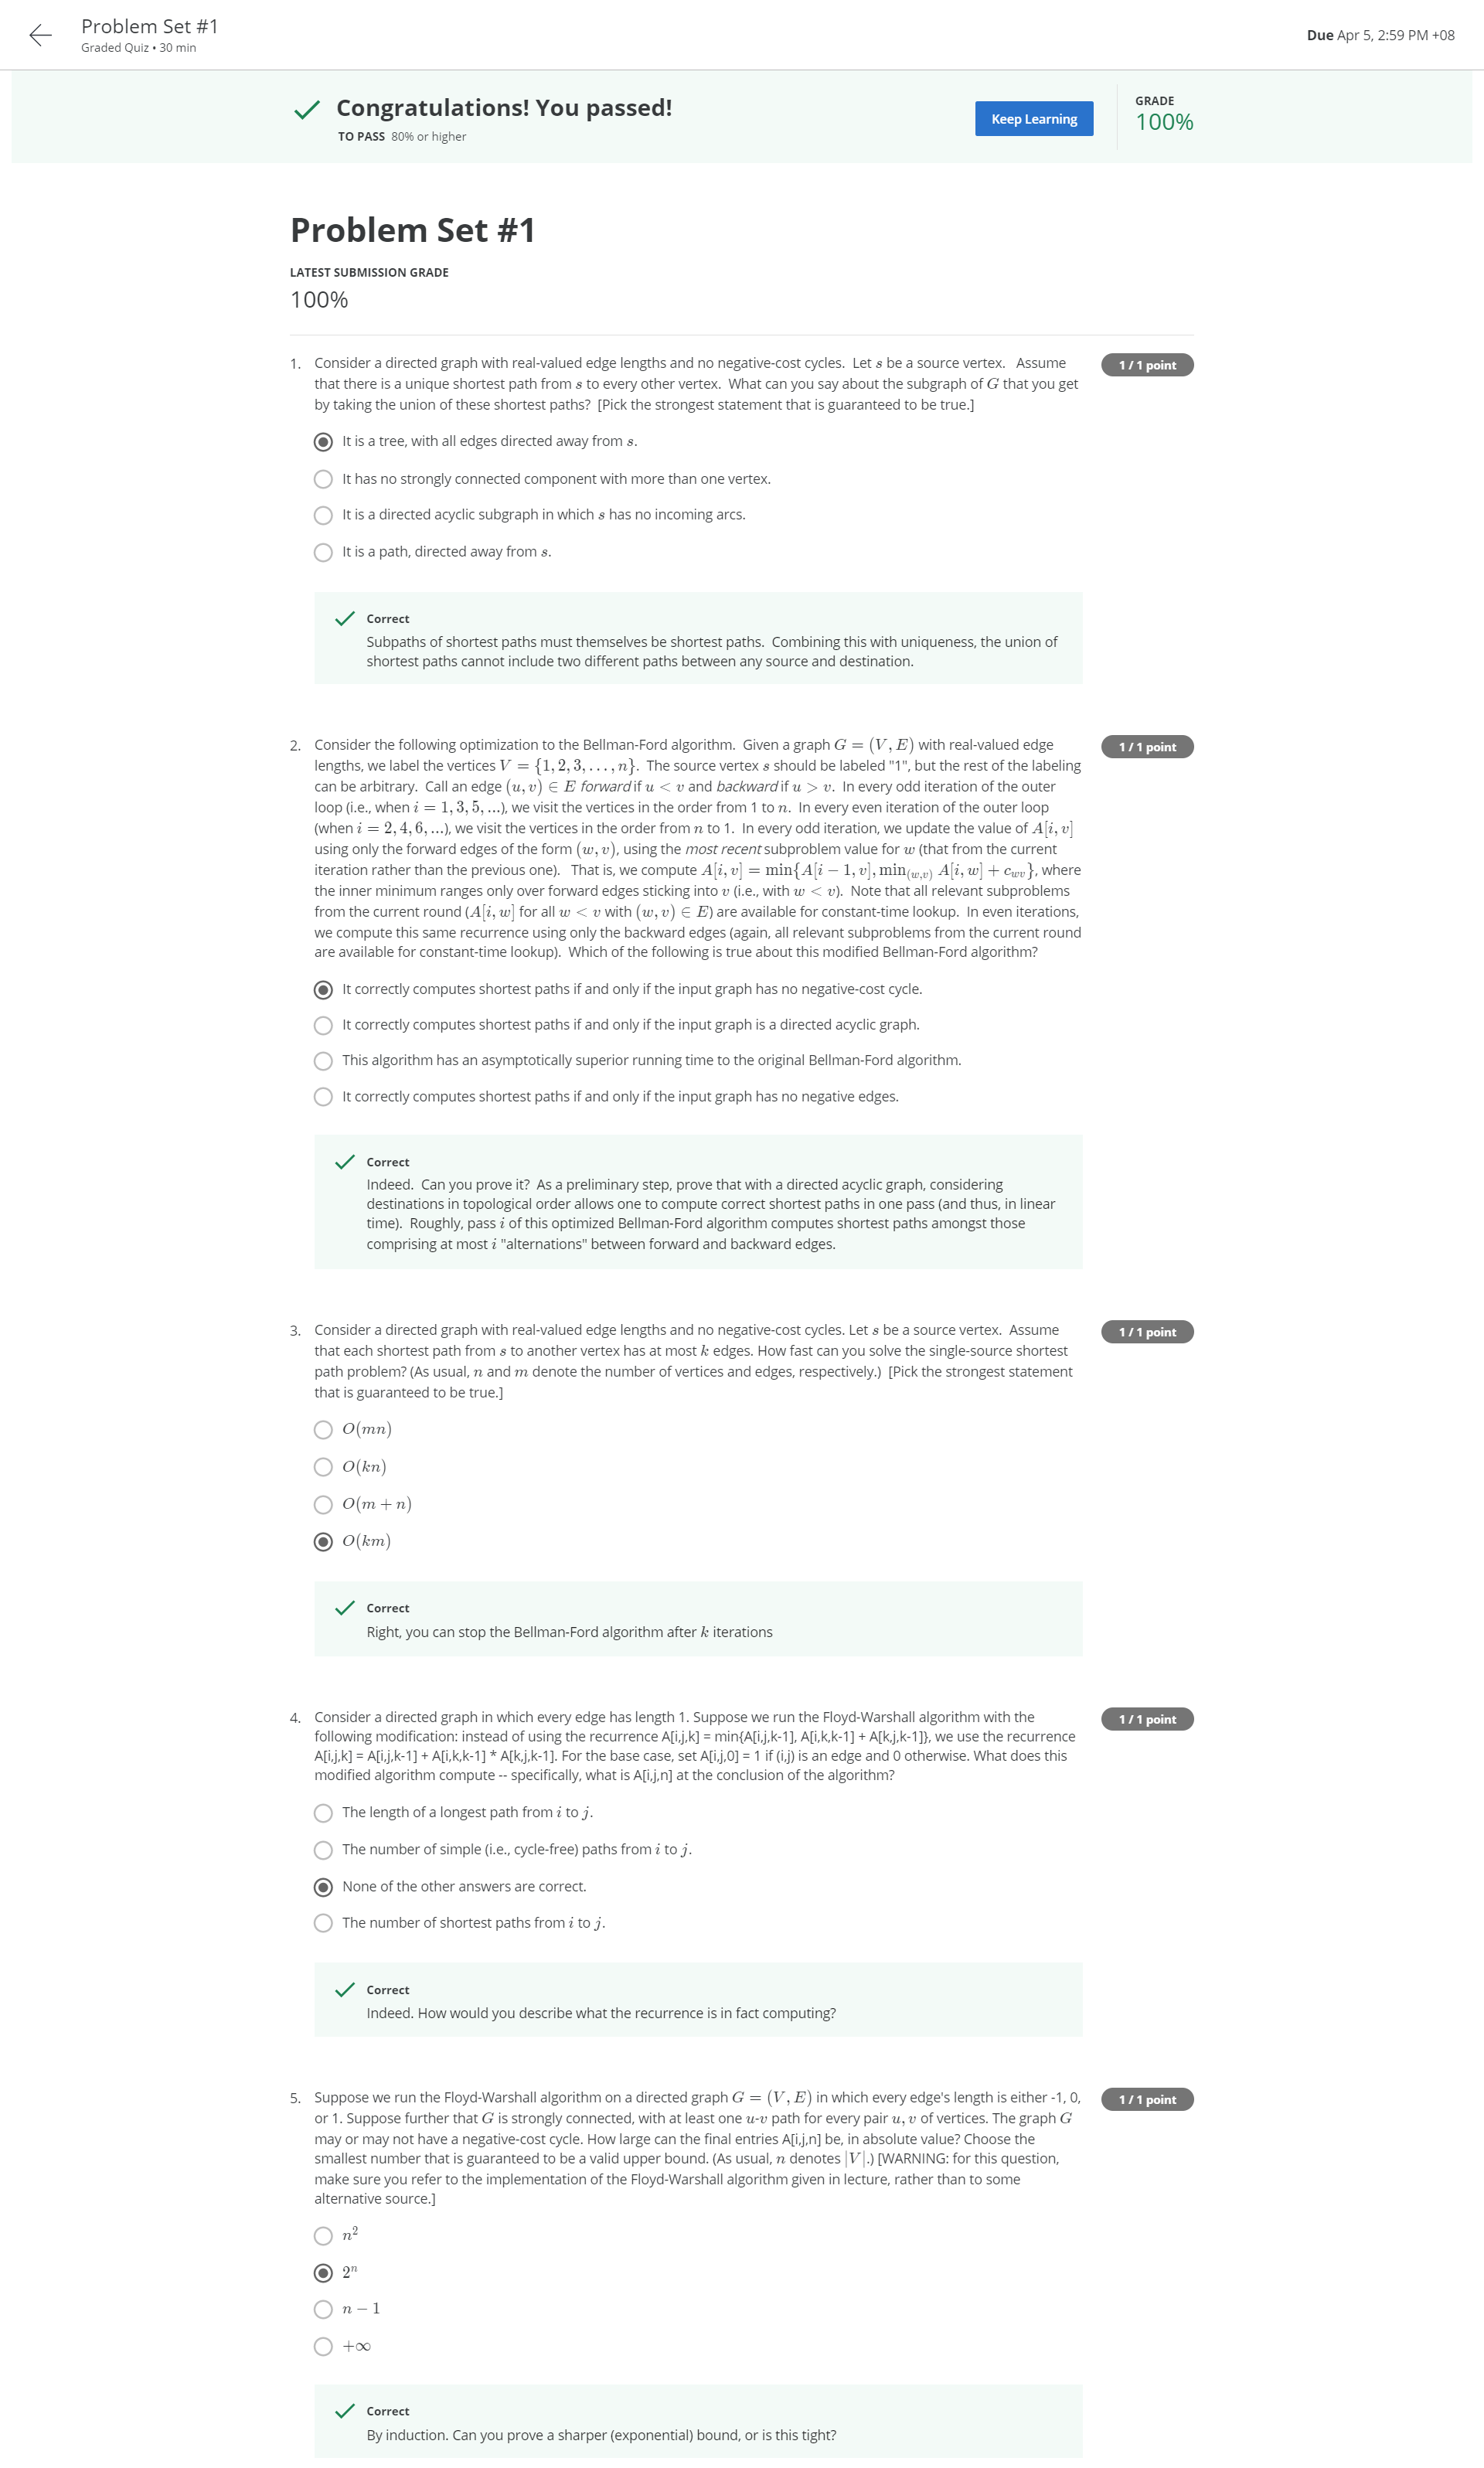 Problem Set #1
Graded Quiz • 30 min
Due Apr 5, 2:59 PM +08
Congratulations! You passed!
TO PASS 80% or higher
Keep Learning
GRADE
100%
Problem Set #1
LATEST SUBMISSION GRADE
100%
1. Consider a directed graph with real-valued edge lengths and no negative-cost cycles. Let s be a source vertex. Assume
that there is a unique shortest path from s to every other vertex. What can you say about the subgraph of G that you get
by taking the union of these shortest paths? [Pick the strongest statement that is guaranteed to be true.]
1 / 1 point
It is a tree, with all edges directed away from s.
It has no strongly connected component with more than one vertex.
It is a directed acyclic subgraph in which s has no incoming arcs.
It is a path, directed away from s.
Correct
Subpaths of shortest paths must themselves be shortest paths. Combining this with uniqueness, the union of
shortest paths cannot include two different paths between any source and destination.
2. Consider the following optimization to the Bellman-Ford algorithm. Given a graph G = (V, E) with real-valued edge
lengths, we label the vertices V = {1, 2, 3, . . . , n}. The source vertex s should be labeled "1", but the rest of the labeling
can be arbitrary. Call an edge (u, v) ∈ E forward if u < v and backward if u > v. In every odd iteration of the outer
loop (i.e., when i = 1, 3, 5, ...), we visit the vertices in the order from 1 to n. In every even iteration of the outer loop
(when i = 2, 4, 6, ...), we visit the vertices in the order from n to 1. In every odd iteration, we update the value of A[i, v]
using only the forward edges of the form (w, v), using the most recent subproblem value for w (that from the current
iteration rather than the previous one). That is, we compute A[i, v] = min{A[i − 1, v], min(w,v) A[i, w] + cwv}, where
the inner minimum ranges only over forward edges sticking into v (i.e., with w < v). Note that all relevant subproblems
from the current round (A[i, w] for all w < v with (w, v) ∈ E) are available for constant-time lookup. In even iterations,
we compute this same recurrence using only the backward edges (again, all relevant subproblems from the current round
are available for constant-time lookup). Which of the following is true about this modified Bellman-Ford algorithm?
1 / 1 point
It correctly computes shortest paths if and only if the input graph has no negative-cost cycle.
It correctly computes shortest paths if and only if the input graph is a directed acyclic graph.
This algorithm has an asymptotically superior running time to the original Bellman-Ford algorithm.
It correctly computes shortest paths if and only if the input graph has no negative edges.
Correct
Indeed. Can you prove it? As a preliminary step, prove that with a directed acyclic graph, considering
destinations in topological order allows one to compute correct shortest paths in one pass (and thus, in linear
time). Roughly, pass i of this optimized Bellman-Ford algorithm computes shortest paths amongst those
comprising at most i "alternations" between forward and backward edges.
3. Consider a directed graph with real-valued edge lengths and no negative-cost cycles. Let s be a source vertex. Assume
that each shortest path from s to another vertex has at most k edges. How fast can you solve the single-source shortest
path problem? (As usual, n and m denote the number of vertices and edges, respectively.) [Pick the strongest statement
that is guaranteed to be true.]
1 / 1 point
O(mn)
O(kn)
O(m + n)
O(km)
Correct
Right, you can stop the Bellman-Ford algorithm after k iterations
4. Consider a directed graph in which every edge has length 1. Suppose we run the Floyd-Warshall algorithm with the
following modification: instead of using the recurrence A[i,j,k] = min{A[i,j,k-1], A[i,k,k-1] + A[k,j,k-1]}, we use the recurrence
A[i,j,k] = A[i,j,k-1] + A[i,k,k-1] * A[k,j,k-1]. For the base case, set A[i,j,0] = 1 if (i,j) is an edge and 0 otherwise. What does this
modified algorithm compute -- specifically, what is A[i,j,n] at the conclusion of the algorithm?
1 / 1 point
The length of a longest path from i to j.
The number of simple (i.e., cycle-free) paths from i to j.
None of the other answers are correct.
The number of shortest paths from i to j.
Correct
Indeed. How would you describe what the recurrence is in fact computing?
5. Suppose we run the Floyd-Warshall algorithm on a directed graph G = (V, E) in which every edge's length is either -1, 0,
or 1. Suppose further that G is strongly connected, with at least one u-v path for every pair u, v of vertices. The graph G
may or may not have a negative-cost cycle. How large can the final entries A[i,j,n] be, in absolute value? Choose the
smallest number that is guaranteed to be a valid upper bound. (As usual, n denotes |V|.) [WARNING: for this question,
make sure you refer to the implementation of the Floyd-Warshall algorithm given in lecture, rather than to some
alternative source.]
1 / 1 point
n²
2ⁿ
n − 1
+∞
Correct
By induction. Can you prove a sharper (exponential) bound, or is this tight?